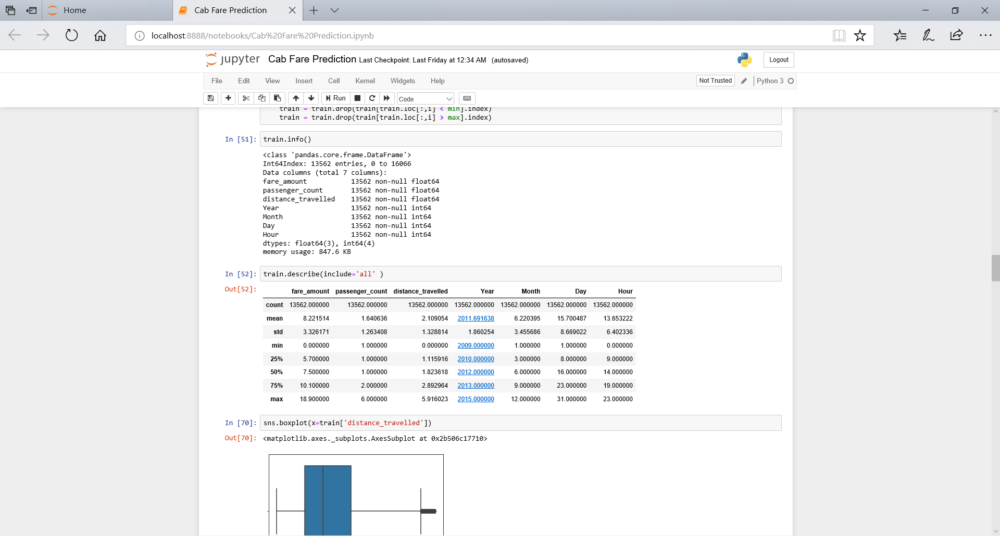 Home
Cab Fare Prediction
localhost:8888/notebooks/Cab%20Fare%20Prediction.ipynb
jupyter Cab Fare Prediction Last Checkpoint: Last Friday at 12:34 AM (autosaved)
Logout
File Edit View Insert Cell Kernel Widgets Help
Not Trusted Python 3
Run Code
train = train.drop(train[train.loc[:,i] < min].index)
train = train.drop(train[train.loc[:,i] > max].index)
In [51]: train.info()
<class 'pandas.core.frame.DataFrame'>
Int64Index: 13562 entries, 0 to 16066
Data columns (total 7 columns):
fare_amount 13562 non-null float64
passenger_count 13562 non-null float64
distance_travelled 13562 non-null float64
Year 13562 non-null int64
Month 13562 non-null int64
Day 13562 non-null int64
Hour 13562 non-null int64
dtypes: float64(3), int64(4)
memory usage: 847.6 KB
In [52]: train.describe(include='all' )
Out[52]:
fare_amount passenger_count distance_travelled Year Month Day Hour
count 13562.000000 13562.000000 13562.000000 13562.000000 13562.000000 13562.000000 13562.000000
mean 8.221514 1.640636 2.109054 2011.691638 6.220395 15.700487 13.653222
std 3.326171 1.263408 1.328814 1.860254 3.455686 8.669022 6.402336
min 0.000000 1.000000 0.000000 2009.000000 1.000000 1.000000 0.000000
25% 5.700000 1.000000 1.115916 2010.000000 3.000000 8.000000 9.000000
50% 7.500000 1.000000 1.823618 2012.000000 6.000000 16.000000 14.000000
75% 10.100000 2.000000 2.892964 2013.000000 9.000000 23.000000 19.000000
max 18.900000 6.000000 5.916023 2015.000000 12.000000 31.000000 23.000000
In [70]: sns.boxplot(x=train['distance_travelled'])
Out[70]: <matplotlib.axes._subplots.AxesSubplot at 0x2b506c17710>